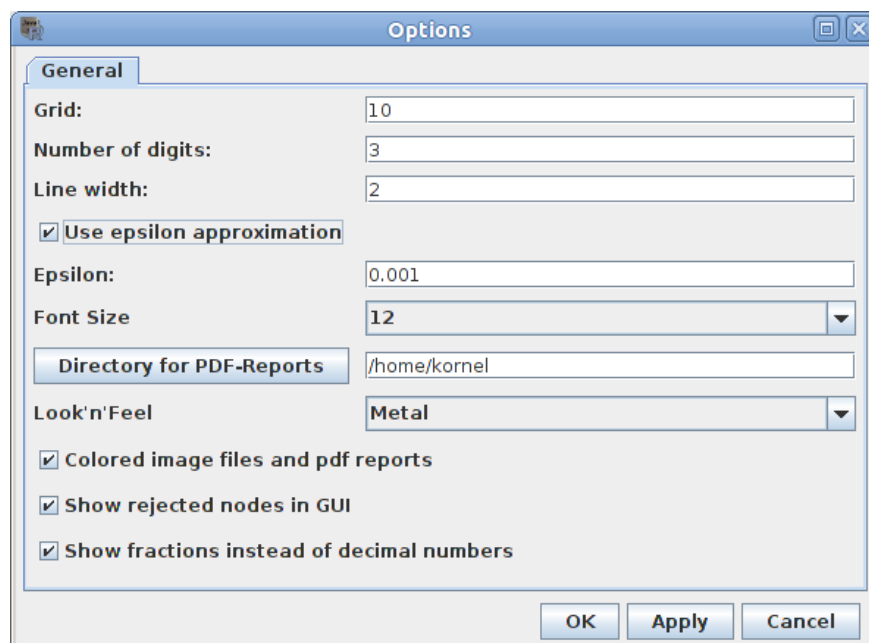 Options
General
Grid: 10
Number of digits: 3
Line width: 2
Use epsilon approximation
Epsilon: 0.001
Font Size 12
Directory for PDF-Reports /home/kornel
Look'n'Feel Metal
Colored image files and pdf reports
Show rejected nodes in GUI
Show fractions instead of decimal numbers
OK Apply Cancel